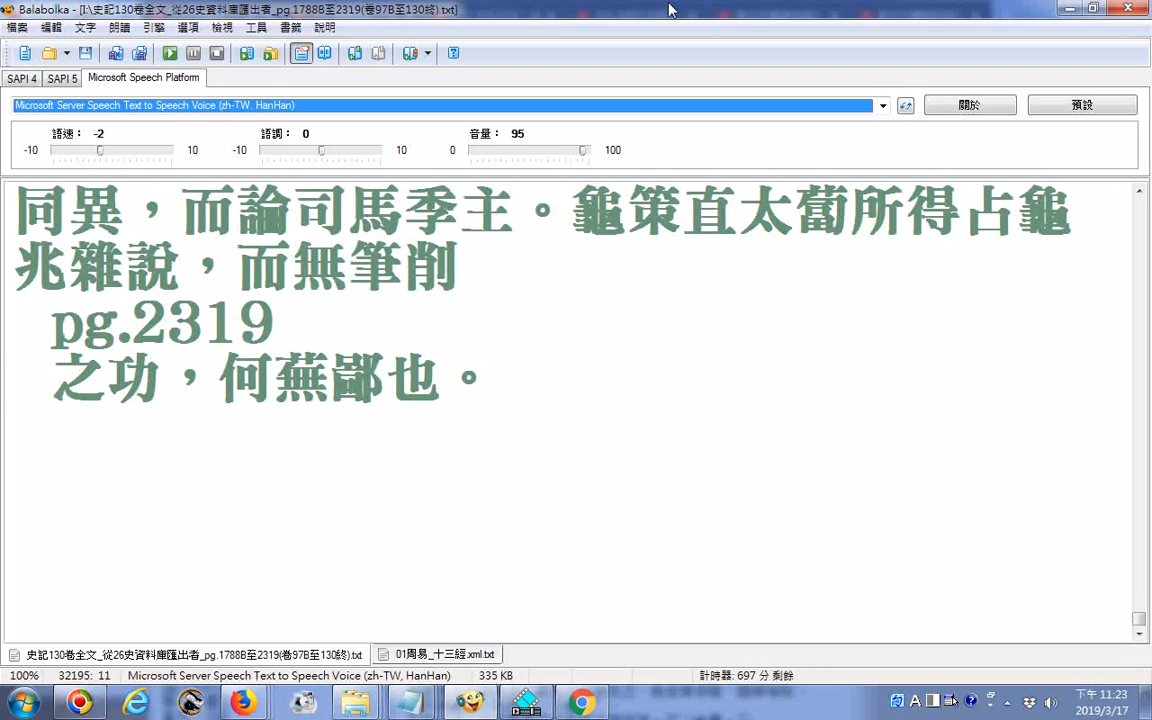 Balabolka - [I:\史記130卷全文_從26史資料庫匯出者_pg.1788B至2319(卷97B至130終).txt]
檔案 編輯 文字 朗讀 引擎 選項 檢視 工具 書籤 說明
SAPI 4 SAPI 5 Microsoft Speech Platform
Microsoft Server Speech Text to Speech Voice (zh-TW, HanHan) 關於 預設
語速： -2 語調： 0 音量： 95
-10 10 -10 10 0 100
同異，而論司馬季主。龜策直太蔔所得占龜
兆雜說，而無筆削
pg.2319
之功，何蕪鄙也。
史記130卷全文_從26史資料庫匯出者_pg.1788B至2319(卷97B至130終).txt 01周易_十三經.xml.txt
100% 32195: 11 Microsoft Server Speech Text to Speech Voice (zh-TW, HanHan) 335 KB 計時器: 697 分 剩餘
下午 11:23
2019/3/17